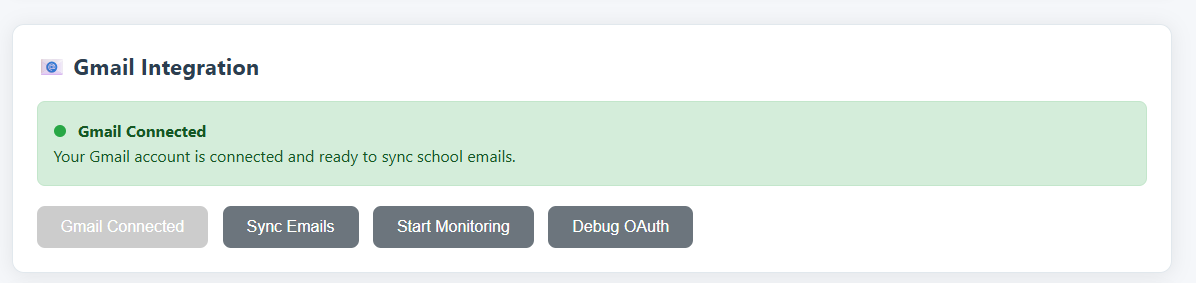 Gmail Integration
Gmail Connected
Your Gmail account is connected and ready to sync school emails.
Gmail Connected
Sync Emails
Start Monitoring
Debug OAuth